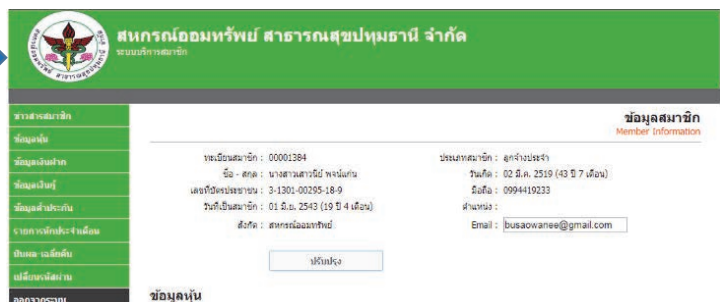 สหกรณ์ออมทรัพย์ สาธารณสุขปทุมธานี จำกัด
ระบบบริการสมาชิก
ข่าวสารสมาชิก
ข้อมูลหุ้น
ข้อมูลเงินฝาก
ข้อมูลเงินกู้
ข้อมูลค้ำประกัน
รายการหักประจำเดือน
ปันผล-เฉลี่ยคืน
เปลี่ยนรหัสผ่าน
ออกจากระบบ
ข้อมูลสมาชิก
Member Information
ทะเบียนสมาชิก : 00001384 ประเภทสมาชิก : ลูกจ้างประจำ
ชื่อ - สกุล : นางสาวเสาวนีย์ พจน์แก่น วันเกิด : 02 มี.ค. 2519 (43 ปี 7 เดือน)
เลขที่บัตรประชาชน : 3-1301-00295-18-9 มือถือ : 0994419233
วันที่เป็นสมาชิก : 01 มิ.ย. 2543 (19 ปี 4 เดือน) ตำแหน่ง :
สังกัด : สหกรณ์ออมทรัพย์ Email : busaowanee@gmail.com
ปรับปรุง
ข้อมูลหุ้น